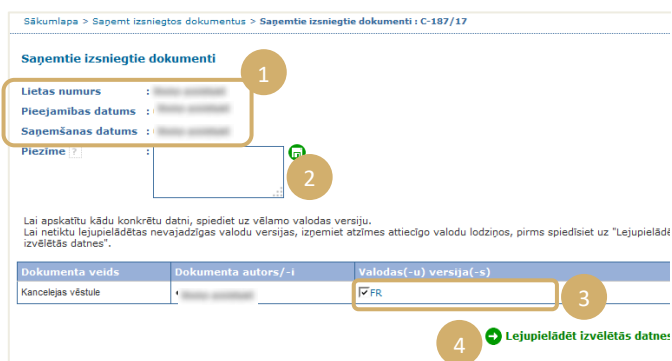 Sākumlapa > Saņemt izsniegtos dokumentus > Saņemtie izsniegtie dokumenti : C-187/17
Saņemtie izsniegtie dokumenti
1
Lietas numurs :
Pieejamības datums :
Saņemšanas datums :
Piezīme ? :
2
Lai apskatītu kādu konkrētu datni, spiediet uz vēlamo valodas versiju.
Lai netiktu lejupielādētas nevajadzīgas valodu versijas, izņemiet atzīmes attiecīgo valodu lodziņos, pirms spiedīsiet uz "Lejupielādē
izvēlētās datnes".
Dokumenta veids Dokumenta autors/-i Valodas(-u) versija(-s)
Kancelejas vēstule FR
3
4
Lejupielādēt izvēlētās datnes